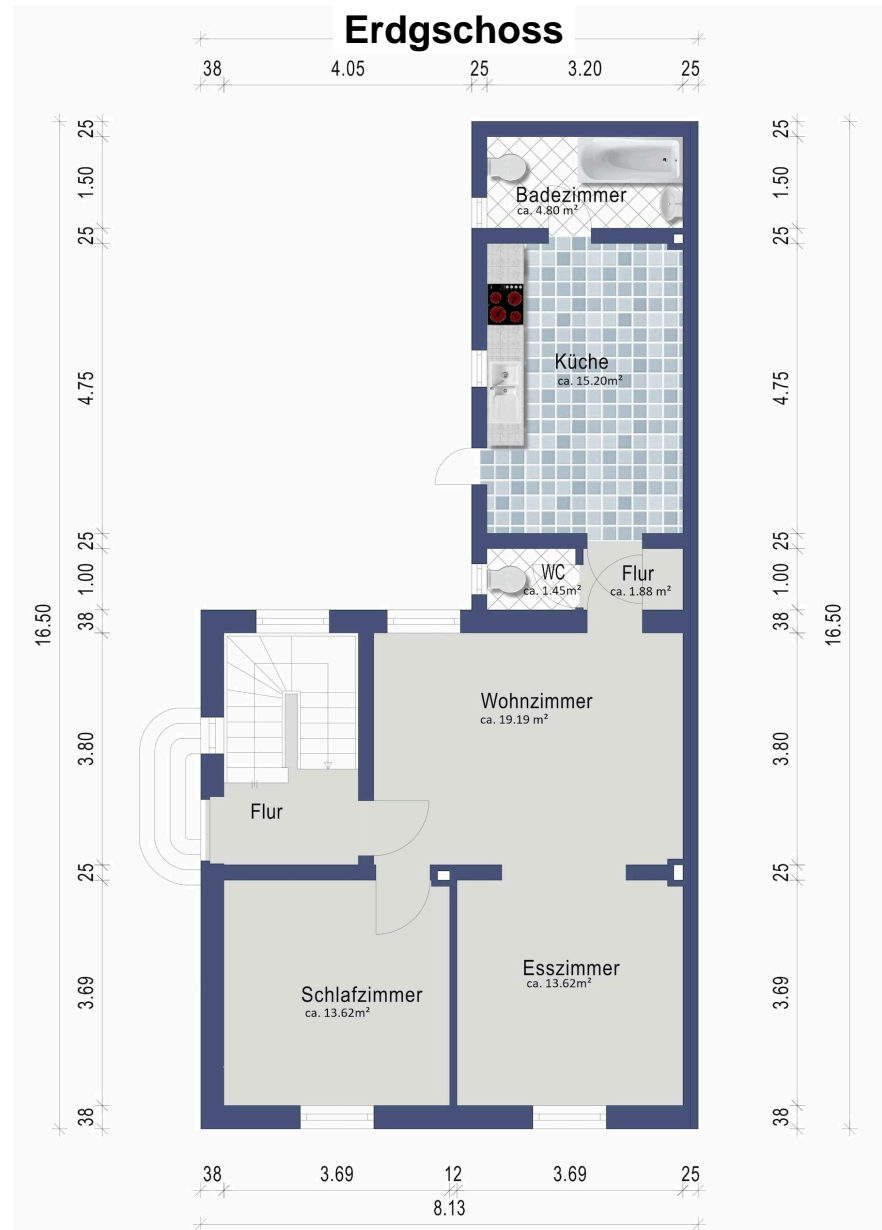 Erdgschoss
38 4.05 25 3.20 25
25 25
1.50 1.50
Badezimmer
ca. 4.80 m²
25 25
Küche
ca. 15.20m²
4.75 4.75
25 25
WC Flur
ca. 1.45m² ca. 1.88 m²
1.00 1.00
38 38
16.50 16.50
Wohnzimmer
ca. 19.19 m²
3.80 3.80
Flur
25 25
Esszimmer
ca. 13.62m²
Schlafzimmer
ca. 13.62m²
3.69 3.69
38 38
38 3.69 12 3.69 25
8.13